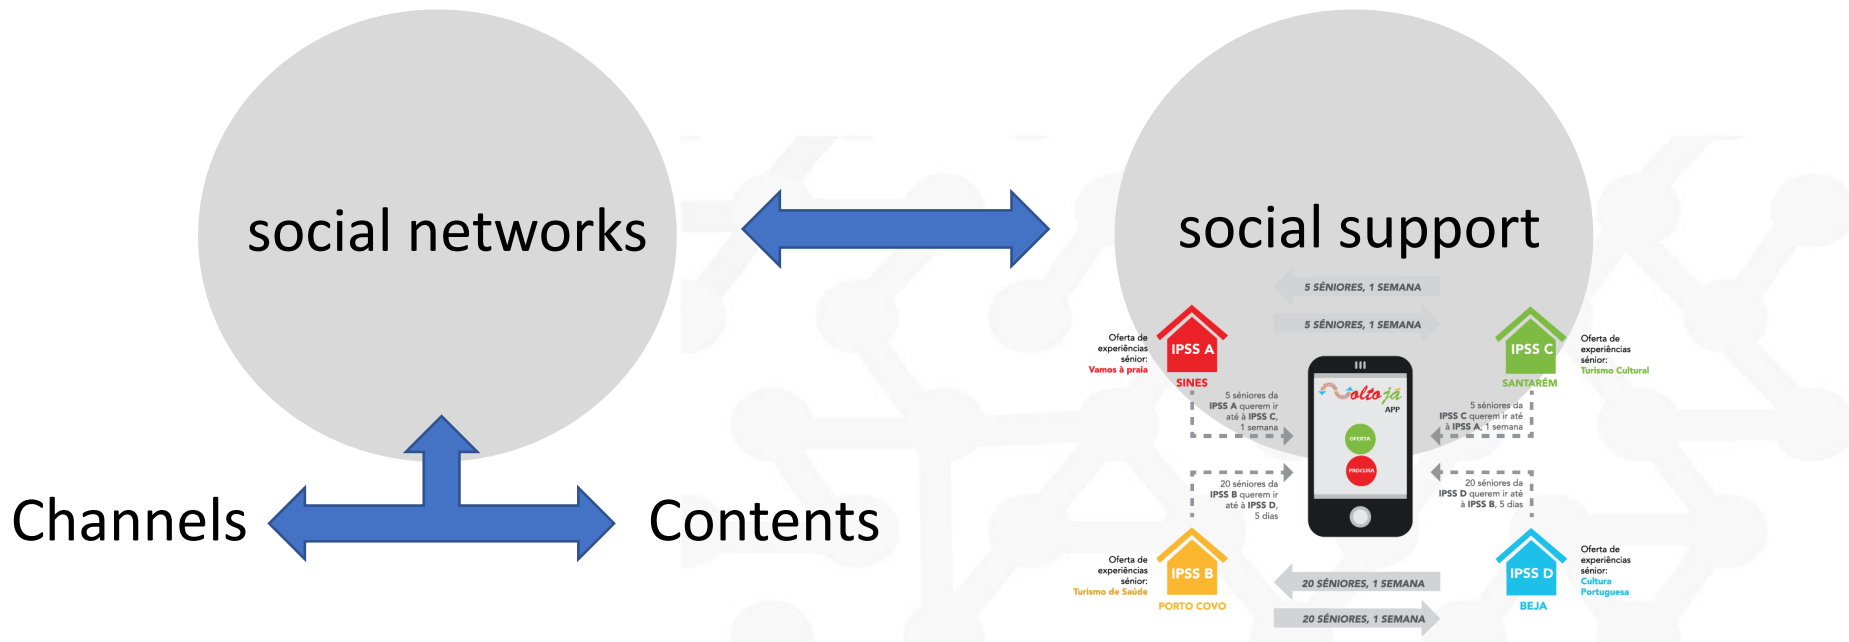 social networks
social support
Channels
Contents
5 SÉNIORES, 1 SEMANA
5 SÉNIORES, 1 SEMANA
Oferta de
experiências
sénior:
Vamos à praia
IPSS A
SINES
IPSS C
SANTARÉM
Oferta de
experiências
sénior:
Turismo Cultural
5 séniores da
IPSS A querem ir
até à IPSS C,
1 semana
Voltojá
APP
OFERTA
PROCURA
5 séniores da
IPSS C querem ir até
à IPSS A, 1 semana
20 séniores da
IPSS B querem ir
até à IPSS D,
5 dias
20 séniores da
IPSS D querem ir até
à IPSS B, 5 dias
Oferta de
experiências
sénior:
Turismo de Saúde
IPSS B
PORTO COVO
IPSS D
BEJA
Oferta de
experiências
sénior:
Cultura
Portuguesa
20 SÉNIORES, 1 SEMANA
20 SÉNIORES, 1 SEMANA